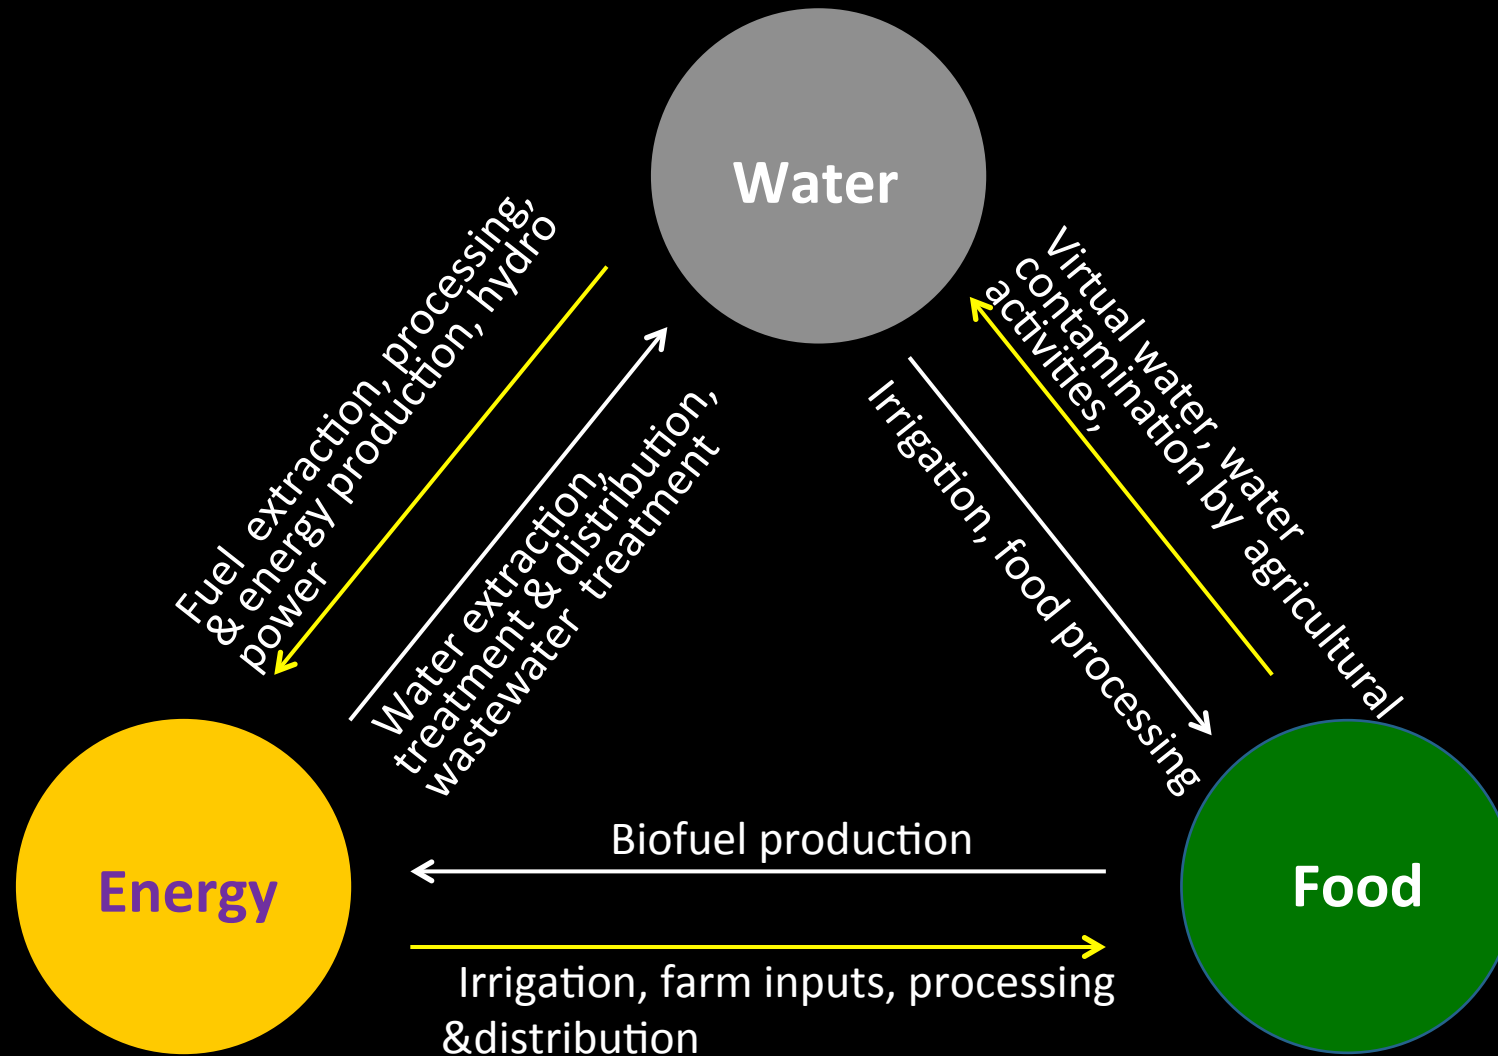 Water
Fuel extraction, processing,
& energy production, hydro
power
Water extraction,
treatment & distribution,
wastewater treatment
Virtual water, water
contamination by agricultural
activities,
Irrigation, food processing
Biofuel production
Energy
Food
Irrigation, farm inputs, processing
&distribution